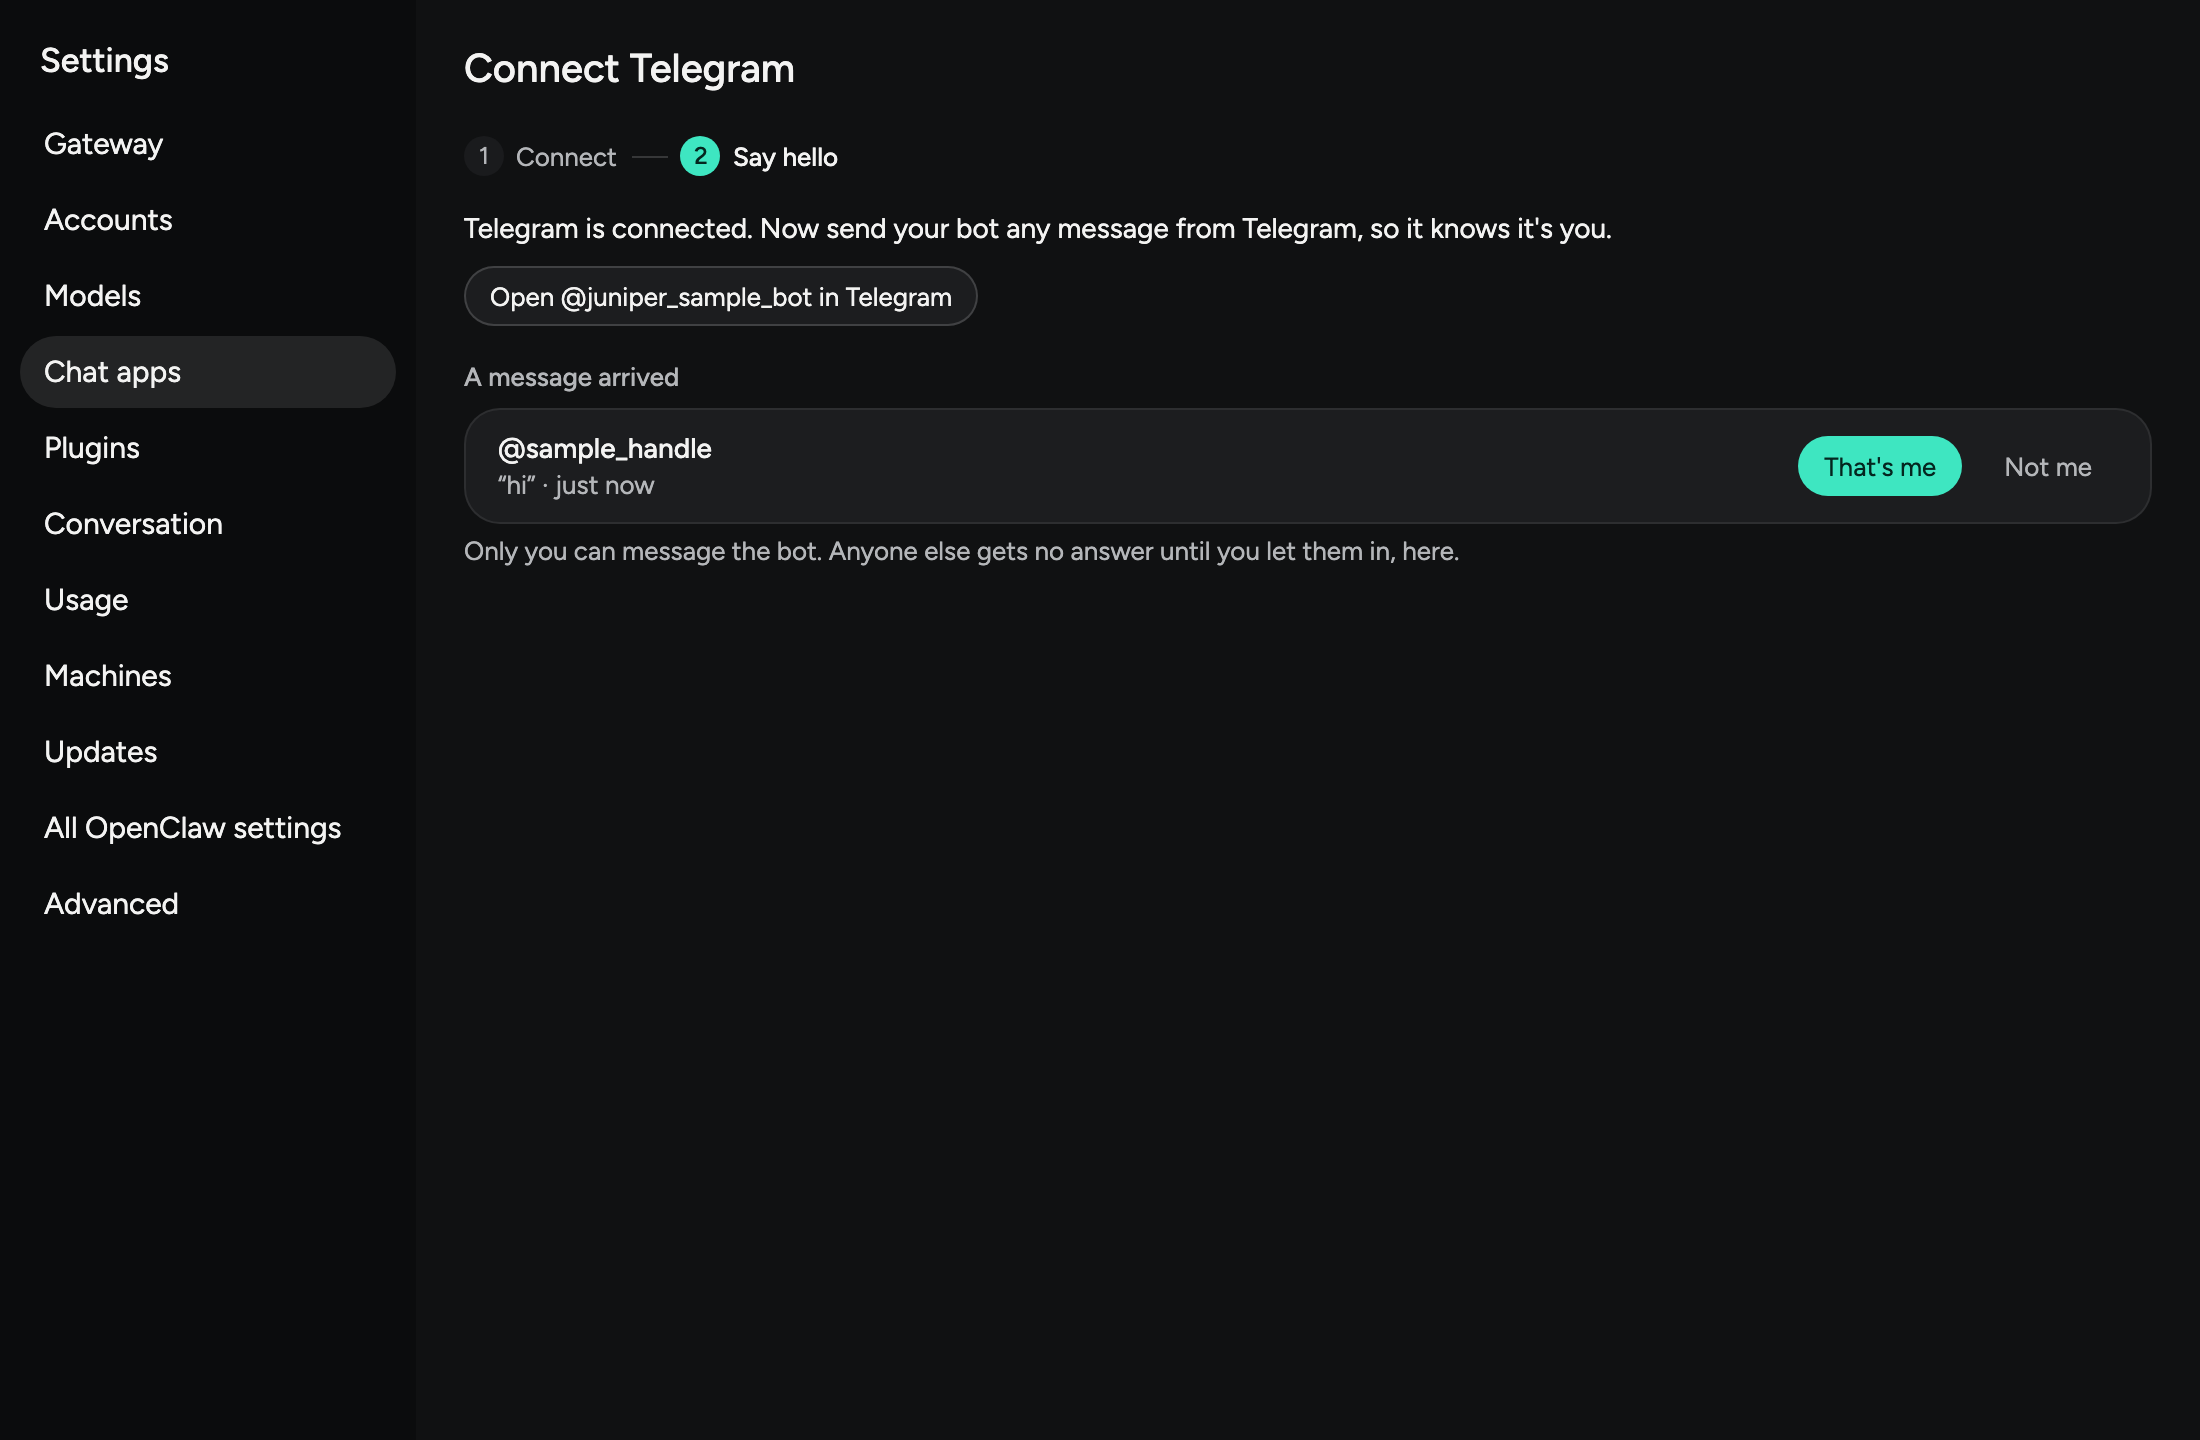 Settings
Gateway
Accounts
Models
Chat apps
Plugins
Conversation
Usage
Machines
Updates
All OpenClaw settings
Advanced
Connect Telegram
1 Connect 2 Say hello
Telegram is connected. Now send your bot any message from Telegram, so it knows it's you.
Open @juniper_sample_bot in Telegram
A message arrived
@sample_handle
“hi” · just now
That's me
Not me
Only you can message the bot. Anyone else gets no answer until you let them in, here.